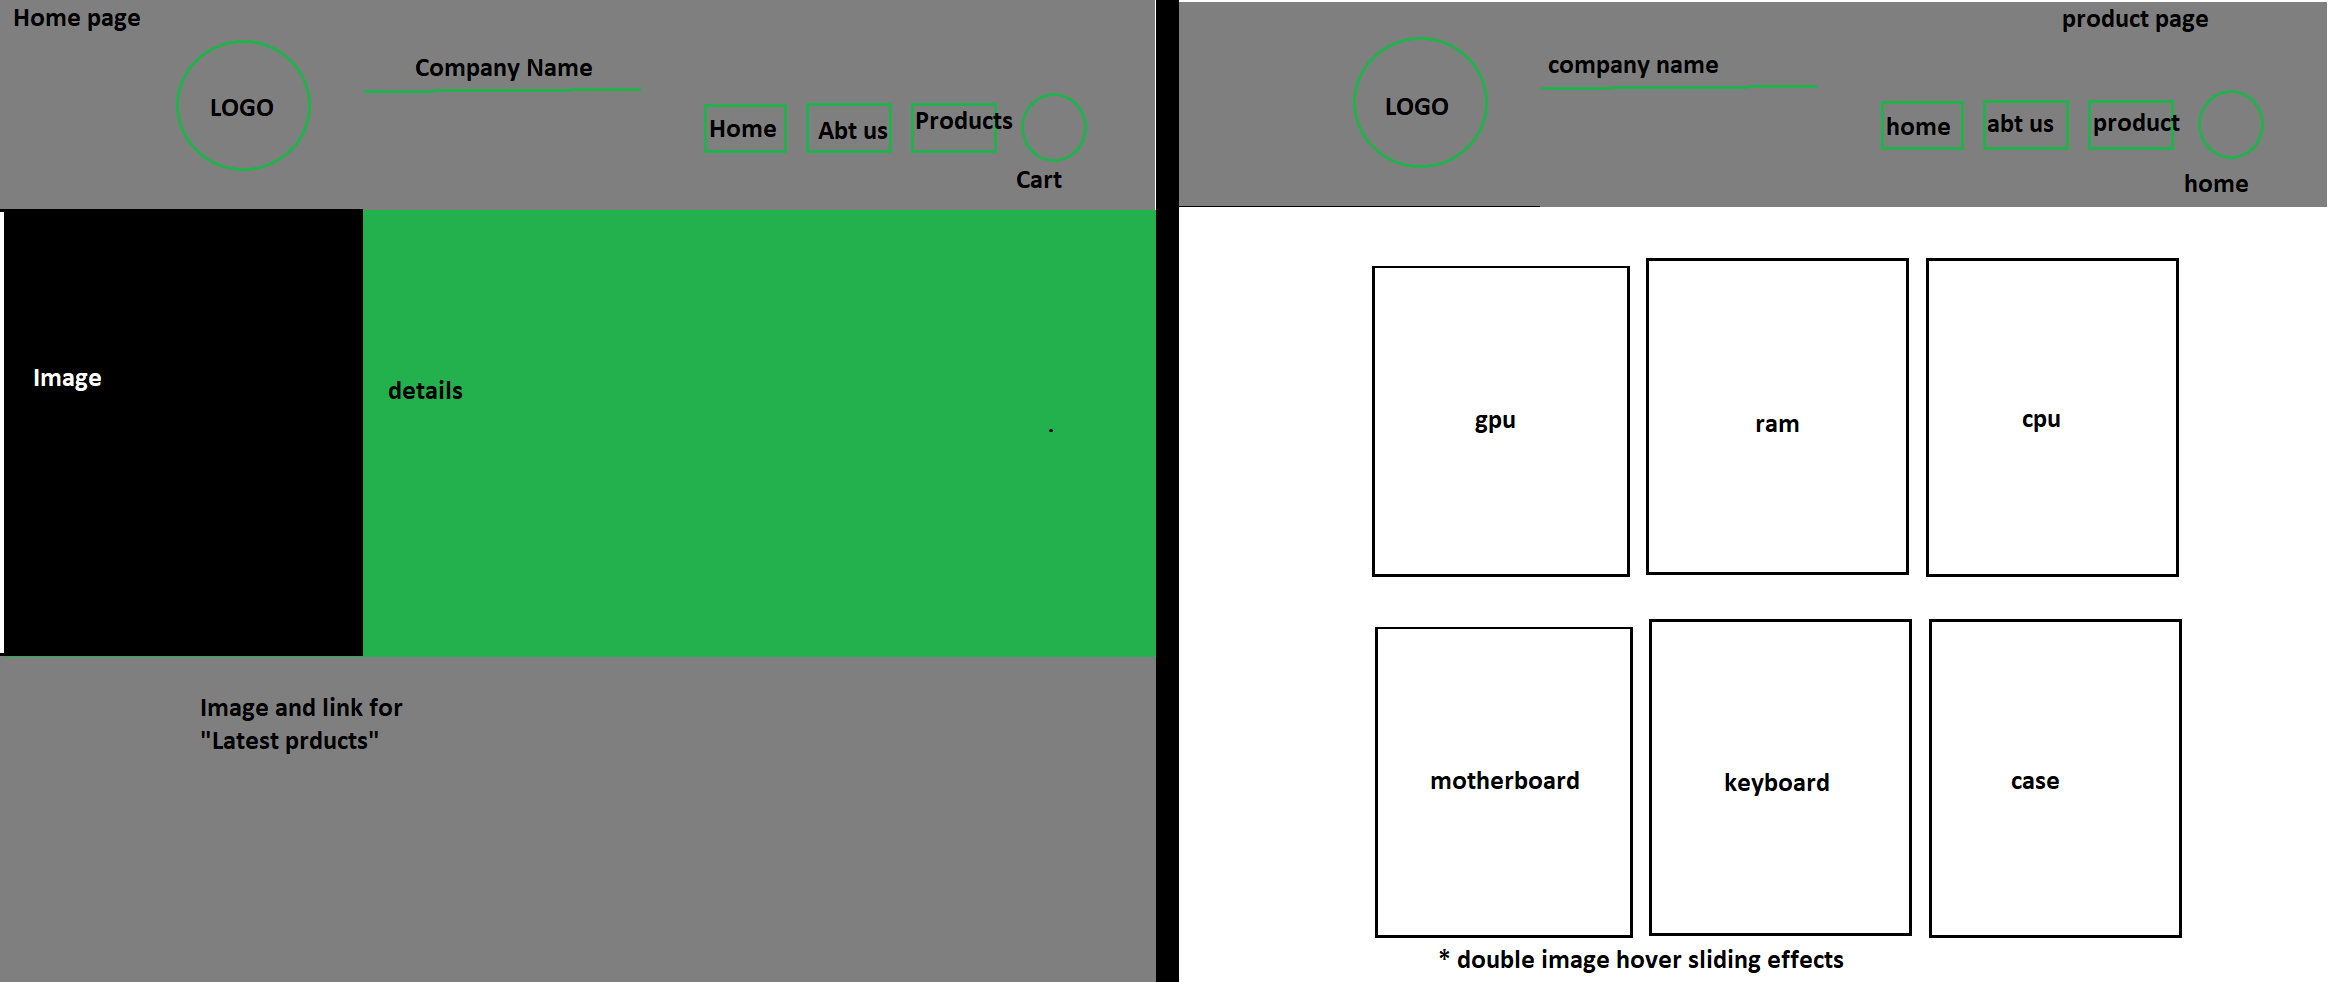 Home page
LOGO
Company Name
Home
Abt us
Products
Cart
Image
details
Image and link for
"Latest prducts"
product page
LOGO
company name
home
abt us
product
home
gpu
ram
cpu
motherboard
keyboard
case
* double image hover sliding effects